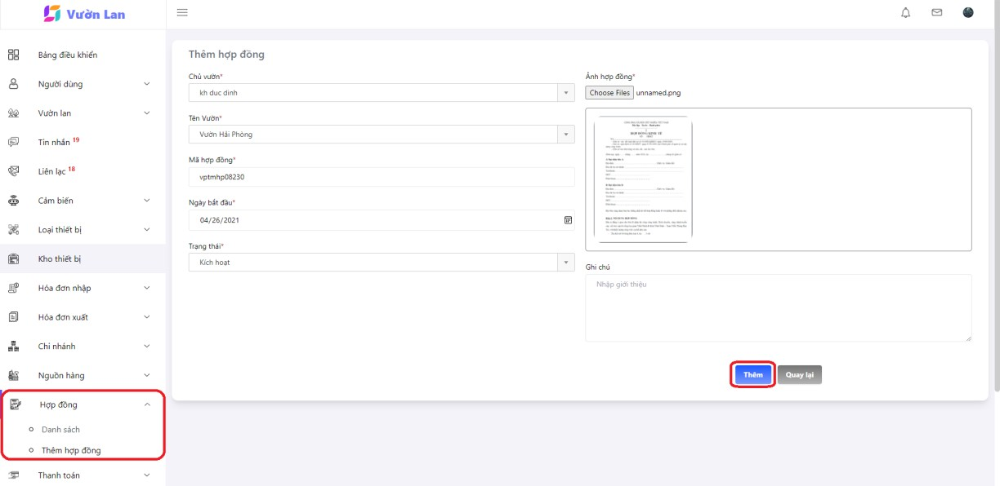 Vườn Lan
Bảng điều khiển
Người dùng
Vườn lan
Tin nhắn 19
Liên lạc 18
Cảm biến
Loại thiết bị
Kho thiết bị
Hóa đơn nhập
Hóa đơn xuất
Chi nhánh
Nguồn hàng
Hợp đồng
Danh sách
Thêm hợp đồng
Thanh toán
Thêm hợp đồng
Chủ vườn*
kh duc dinh
Tên Vườn*
Vườn Hải Phòng
Mã hợp đồng*
vptmhp08230
Ngày bắt đầu*
04/26/2021
Trạng thái*
Kích hoạt
Ảnh hợp đồng*
Choose Files unnamed.png
HỢP ĐỒNG KINH TẾ
Ghi chú
Nhập giới thiệu
Thêm
Quay lại